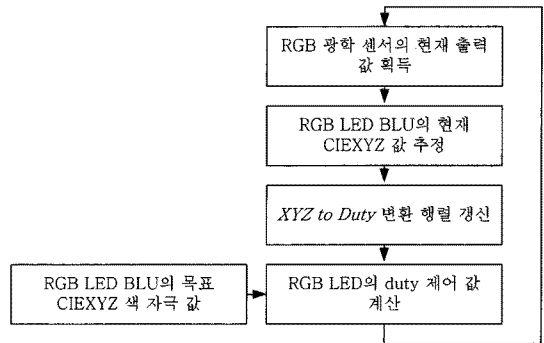 RGB 광학 센서의 현재 출력
값 획득
RGB LED BLU의 현재
CIEXYZ 값 추정
XYZ to Duty 변환 행렬 갱신
RGB LED BLU의 목표
CIEXYZ 색 자극 값
RGB LED의 duty 제어 값
계산